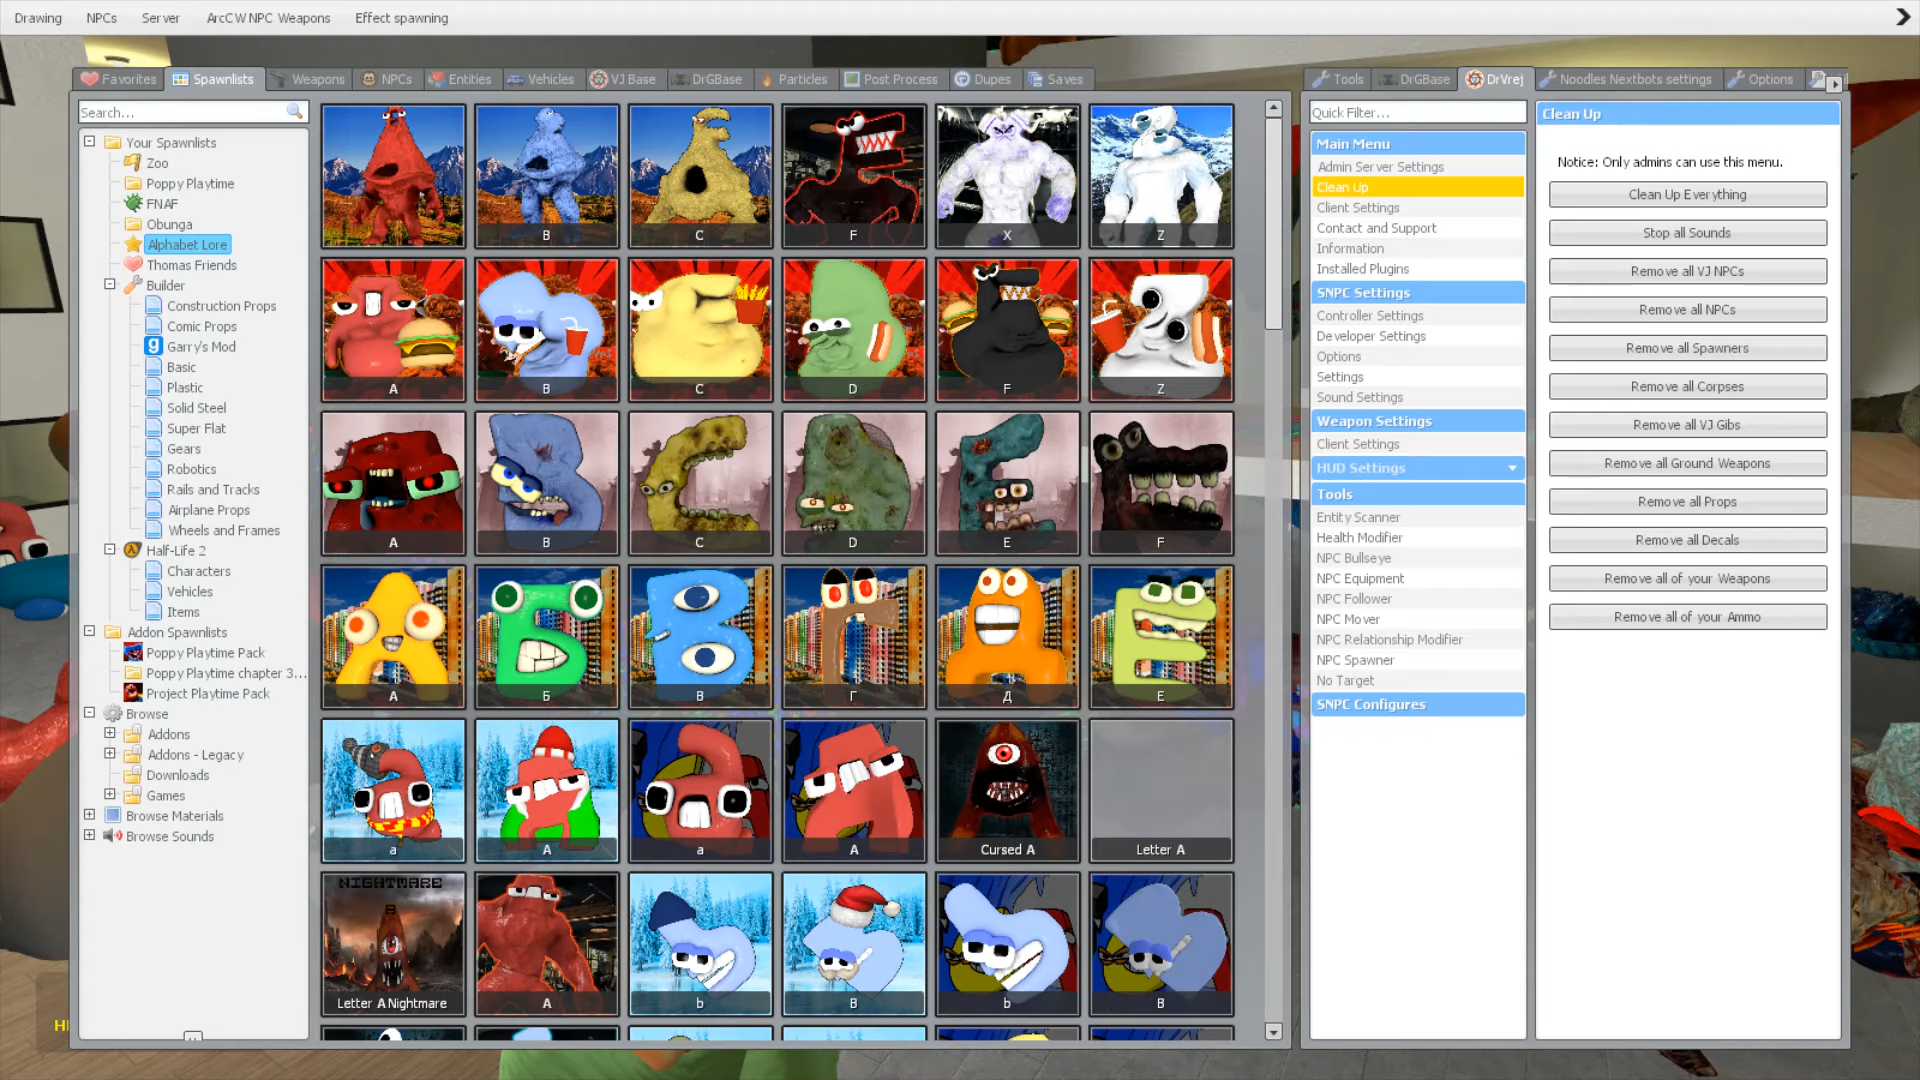 Drawing NPCs Server ArcCW NPC Weapons Effect spawning
Favorites Spawnlists Weapons NPCs Entities Vehicles VJ Base DrGBase Particles Post Process Dupes Saves
Search...
Your Spawnlists
Zoo
Poppy Playtime
FNAF
Obunga
Alphabet Lore
Thomas Friends
Builder
Construction Props
Comic Props
Garry's Mod
Basic
Plastic
Solid Steel
Super Flat
Gears
Robotics
Rails and Tracks
Airplane Props
Wheels and Frames
Half-Life 2
Characters
Vehicles
Items
Addon Spawnlists
Poppy Playtime Pack
Poppy Playtime chapter 3...
Project Playtime Pack
Browse
Addons
Addons - Legacy
Downloads
Games
Browse Materials
Browse Sounds
B C F X Z
A B C D F Z
A B C D E F
А Б В Г Д Е
a A a A Cursed A Letter A
NIGHTMARE
Letter A Nightmare A b B b B
Tools DrGBase DrVrej Noodles Nextbots settings Options
Quick Filter...
Main Menu
Admin Server Settings
Clean Up
Client Settings
Contact and Support
Information
Installed Plugins
SNPC Settings
Controller Settings
Developer Settings
Options
Settings
Sound Settings
Weapon Settings
Client Settings
HUD Settings
Tools
Entity Scanner
Health Modifier
NPC Bullseye
NPC Equipment
NPC Follower
NPC Mover
NPC Relationship Modifier
NPC Spawner
No Target
SNPC Configures
Clean Up
Notice: Only admins can use this menu.
Clean Up Everything
Stop all Sounds
Remove all VJ NPCs
Remove all NPCs
Remove all Spawners
Remove all Corpses
Remove all VJ Gibs
Remove all Ground Weapons
Remove all Props
Remove all Decals
Remove all of your Weapons
Remove all of your Ammo